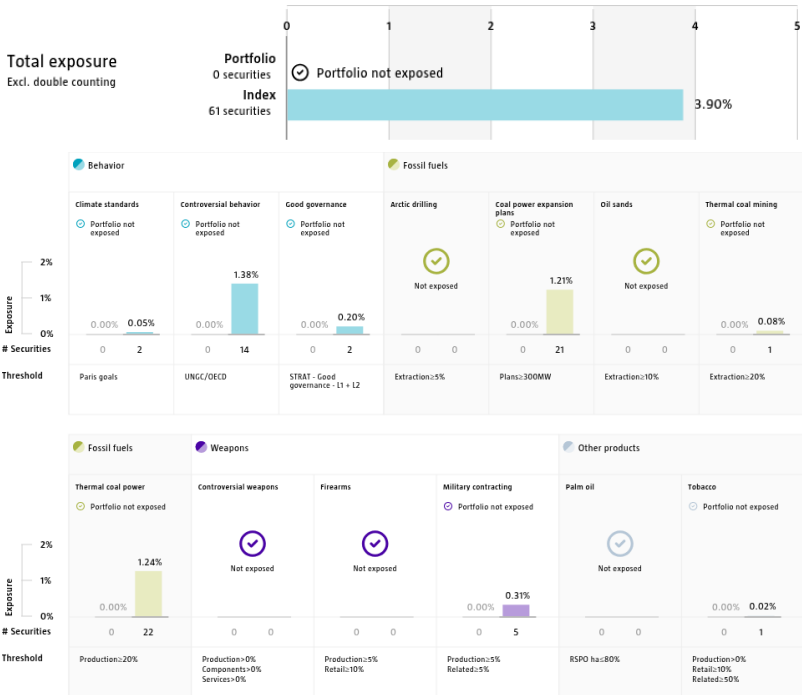 0 1 2 3 4 5
Total exposure
Excl. double counting
Portfolio
0 securities
Portfolio not exposed
Index
61 securities
3.90%
Behavior
Fossil fuels
Climate standards
Controversial behavior
Good governance
Arctic drilling
Coal power expansion
plans
Oil sands
Thermal coal mining
Portfolio not
exposed
Portfolio not
exposed
Portfolio not
exposed
Not exposed
Portfolio not
exposed
Not exposed
Portfolio not
exposed
Exposure
2%
1%
0%
0.00% 0.05%
0.00% 1.38%
0.00% 0.20%
0.00% 1.21%
0.00% 0.08%
# Securities 0 2 0 14 0 2 0 0 0 21 0 0 0 1
Threshold
Paris goals
UNGC/OECD
STRAT - Good
governance - L1 + L2
Extraction≥5%
Plans≥300MW
Extraction≥10%
Extraction≥20%
Fossil fuels
Weapons
Other products
Thermal coal power
Controversial weapons
Firearms
Military contracting
Palm oil
Tobacco
Portfolio not exposed
Not exposed
Not exposed
Portfolio not exposed
Not exposed
Portfolio not exposed
Exposure
2%
1%
0%
0.00% 1.24%
0.00% 0.31%
0.00% 0.02%
# Securities 0 22 0 0 0 0 0 5 0 0 0 1
Threshold
Production≥20%
Production>0%
Components>0%
Services>0%
Production≥5%
Retail≥10%
Production≥5%
Related≥5%
RSPO ha≤80%
Production>0%
Retail≥10%
Related≥50%